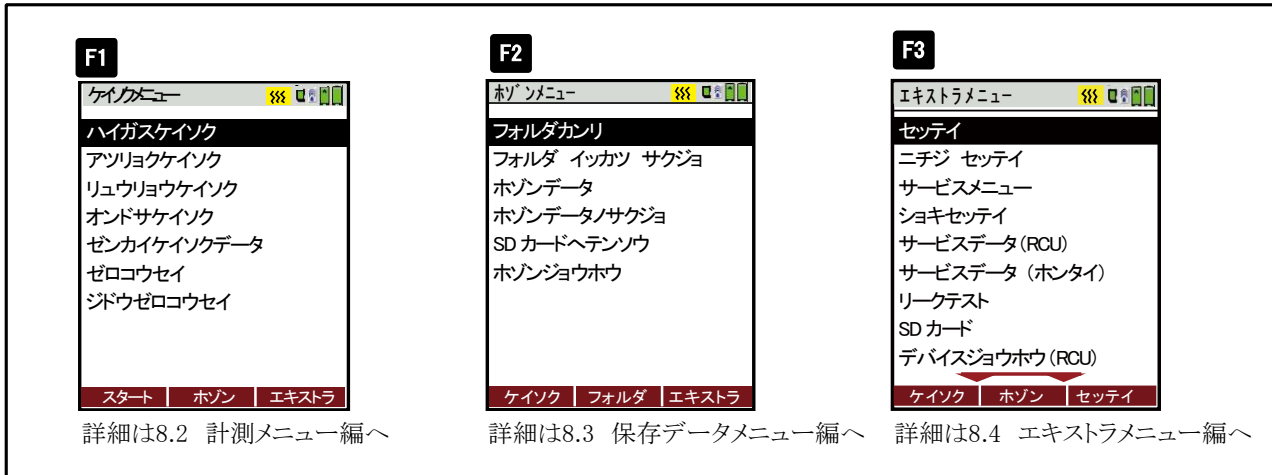 F1
ケイソクメニュー
ハイガスケイソク
アツリョクケイソク
リュウリョウケイソク
オンドサケイソク
ゼンカイケイソクデータ
ゼロコウセイ
ジドウゼロコウセイ
スタート ホゾン エキストラ
詳細は8.2 計測メニュー編へ
F2
ホゾンメニュー
フォルダカンリ
フォルダ イッカツ サクジョ
ホゾンデータ
ホゾンデータノサクジョ
SDカードヘテンソウ
ホゾンジョウホウ
ケイソク フォルダ エキストラ
詳細は8.3 保存データメニュー編へ
F3
エキストラメニュー
セッテイ
ニチジ セッテイ
サービスメニュー
ショキセッテイ
サービスデータ(RCU)
サービスデータ (ホンタイ)
リークテスト
SDカード
デバイスジョウホウ(RCU)
ケイソク ホゾン セッテイ
詳細は8.4 エキストラメニュー編へ